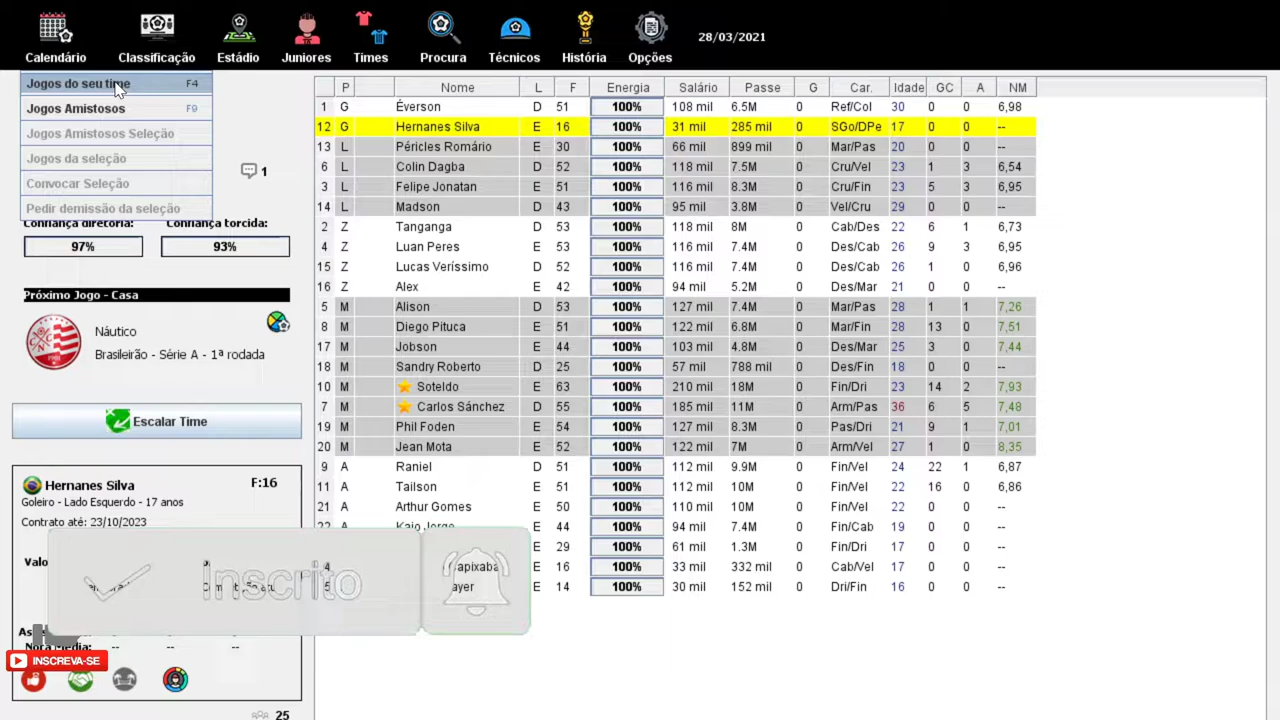 Calendário Classificação Estádio Juniores Times Procura Técnicos História Opções 28/03/2021
Jogos do seu time F4
Jogos Amistosos F9
Jogos Amistosos Seleção
Jogos da seleção
Convocar Seleção
Pedir demissão da seleção
1
Confiança diretoria: Confiança torcida:
97% 93%
Próximo Jogo - Casa
Náutico
Brasileirão - Série A - 1ª rodada
Escalar Time
Hernanes Silva F:16
Goleiro - Lado Esquerdo - 17 anos
Contrato até: 23/10/2023
Inscrito
INSCREVA-SE
-- -- --
25
P Nome L F Energia Salário Passe G Car. Idade GC A NM
1 G Éverson D 51 100% 108 mil 6.5M 0 Ref/Col 30 0 0 6,98
12 G Hernanes Silva E 16 100% 31 mil 285 mil 0 SGo/DPe 17 0 0 --
13 L Péricles Romário E 30 100% 66 mil 899 mil 0 Mar/Pas 20 0 0 --
6 L Colin Dagba D 52 100% 118 mil 7.5M 0 Cru/Vel 23 1 3 6,54
3 L Felipe Jonatan E 51 100% 116 mil 8.3M 0 Cru/Fin 23 5 3 6,95
14 L Madson D 43 100% 95 mil 3.8M 0 Vel/Cru 29 0 0 --
2 Z Tanganga D 53 100% 118 mil 8M 0 Cab/Des 22 6 1 6,73
4 Z Luan Peres E 53 100% 116 mil 7.4M 0 Des/Cab 26 9 3 6,95
15 Z Lucas Veríssimo D 52 100% 116 mil 7.4M 0 Des/Cab 26 1 0 6,96
16 Z Alex E 42 100% 94 mil 5.2M 0 Des/Mar 21 0 0 --
5 M Alison D 53 100% 127 mil 7.4M 0 Mar/Pas 28 1 1 7,26
8 M Diego Pituca E 51 100% 122 mil 6.8M 0 Mar/Fin 28 13 0 7,51
17 M Jobson E 44 100% 103 mil 4.8M 0 Des/Mar 25 3 0 7,44
18 M Sandry Roberto D 25 100% 57 mil 788 mil 0 Des/Fin 18 0 0 --
10 M Soteldo E 63 100% 210 mil 18M 0 Fin/Dri 23 14 2 7,93
7 M Carlos Sánchez D 55 100% 185 mil 11M 0 Arm/Pas 36 6 5 7,48
19 M Phil Foden E 54 100% 127 mil 8.3M 0 Pas/Dri 21 9 1 7,01
20 M Jean Mota E 52 100% 122 mil 7M 0 Arm/Vel 27 1 0 8,35
9 A Raniel D 51 100% 112 mil 9.9M 0 Fin/Vel 24 22 1 6,87
11 A Tailson E 51 100% 112 mil 10M 0 Fin/Vel 22 16 0 6,86
21 A Arthur Gomes E 50 100% 110 mil 10M 0 Fin/Vel 22 0 0 --
22 A Kaio Jorge E 44 100% 94 mil 7.4M 0 Fin/Cab 19 0 0 --
E 29 100% 61 mil 1.3M 0 Fin/Dri 17 0 0 --
E 16 100% 33 mil 332 mil 0 Cab/Vel 17 0 0 --
E 14 100% 30 mil 152 mil 0 Dri/Fin 16 0 0 --